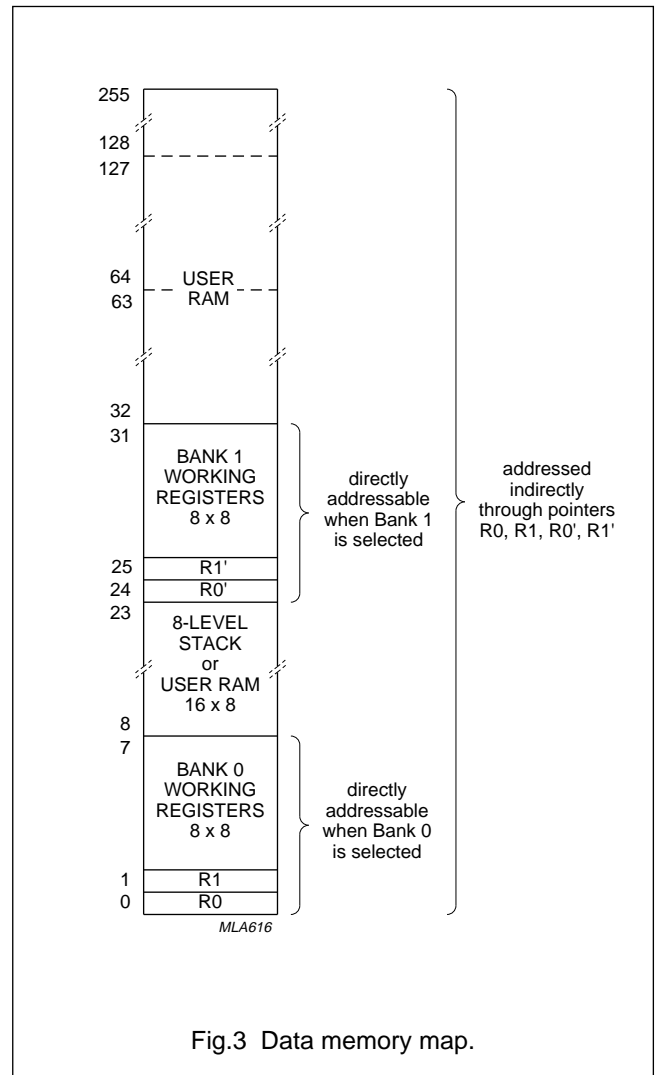 255
128
127
64
63
USER
RAM
32
31
BANK 1
WORKING
REGISTERS
8 x 8
directly
addressable
when Bank 1
is selected
addressed
indirectly
through pointers
R0, R1, R0', R1'
25
R1'
24
R0'
23
8-LEVEL
STACK
or
USER RAM
16 x 8
8
7
BANK 0
WORKING
REGISTERS
8 x 8
directly
addressable
when Bank 0
is selected
1
R1
0
R0
MLA616
Fig.3 Data memory map.